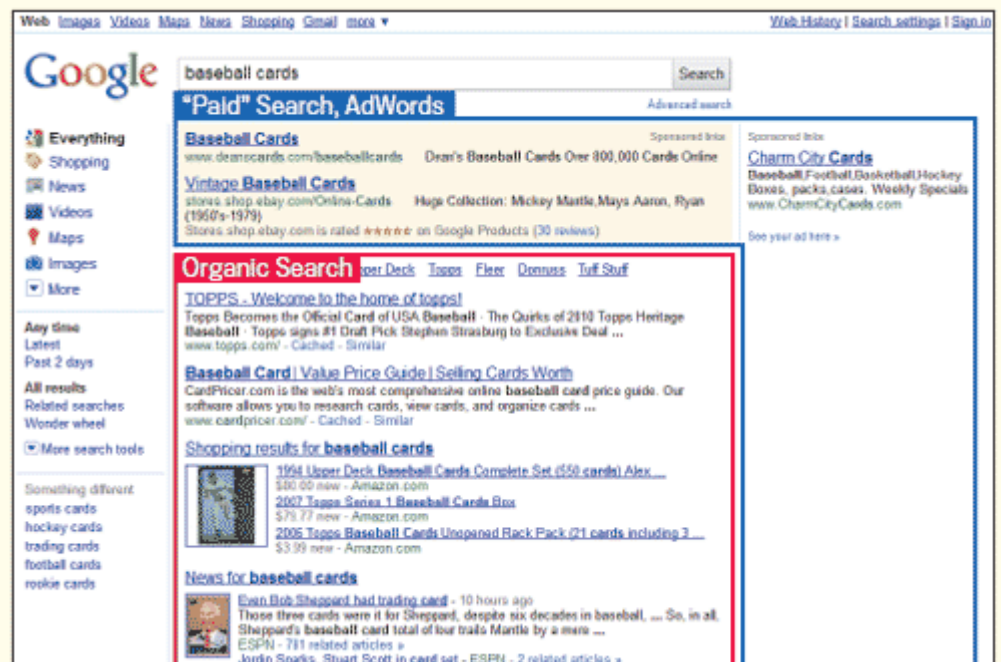 Web Images Videos Maps News Shopping Gmail more ▼
Web History | Search settings | Sign in
Google
baseball cards
Search
Advanced search
"Paid" Search, AdWords
Everything
Shopping
News
Videos
Maps
Images
More
Any time
Latest
Past 2 days
All results
Related searches
Wonder wheel
More search tools
Something different
sports cards
hockey cards
trading cards
football cards
rookie cards
Baseball Cards
Sponsored links
www.deanscards.com/baseballcards Dean's Baseball Cards Over 800,000 Cards Online
Vintage Baseball Cards
stores.shop.ebay.com/Online-Cards Huge Collection: Mickey Mantle,Mays Aaron, Ryan
(1950's-1979)
Stores.shop.ebay.com is rated ★★★★★ on Google Products (30 reviews)
Sponsored links
Charm City Cards
Baseball,Football,Basketball,Hockey
Boxes, packs,cases. Weekly Specials
www.CharmCityCards.com
See your ad here »
Organic Search
per Deck Topps Fleer Donruss Tuff Stuff
TOPPS - Welcome to the home of topps!
Topps Becomes the Official Card of USA Baseball · The Quirks of 2010 Topps Heritage
Baseball · Topps signs #1 Draft Pick Stephen Strasburg to Exclusive Deal ...
www.topps.com/ - Cached - Similar
Baseball Card | Value Price Guide | Selling Cards Worth
CardPricer.com is the web's most comprehensive online baseball card price guide. Our
software allows you to research cards, view cards, and organize cards ...
www.cardpricer.com/ - Cached - Similar
Shopping results for baseball cards
1994 Upper Deck Baseball Cards Complete Set (550 cards) Alex ...
$80.00 new - Amazon.com
2007 Topps Series 1 Baseball Cards Box
$79.77 new - Amazon.com
2006 Topps Baseball Cards Unopened Rack Pack (21 cards including 3 ...
$3.99 new - Amazon.com
News for baseball cards
Even Bob Sheppard had trading card - 10 hours ago
Those three cards were it for Sheppard, despite six decades in baseball, .... So, in all,
Sheppard's baseball card total of four trails Mantle by a mere ...
ESPN - 781 related articles »
Jordin Sparks, Stuart Scott in card set - ESPN - 2 related articles »